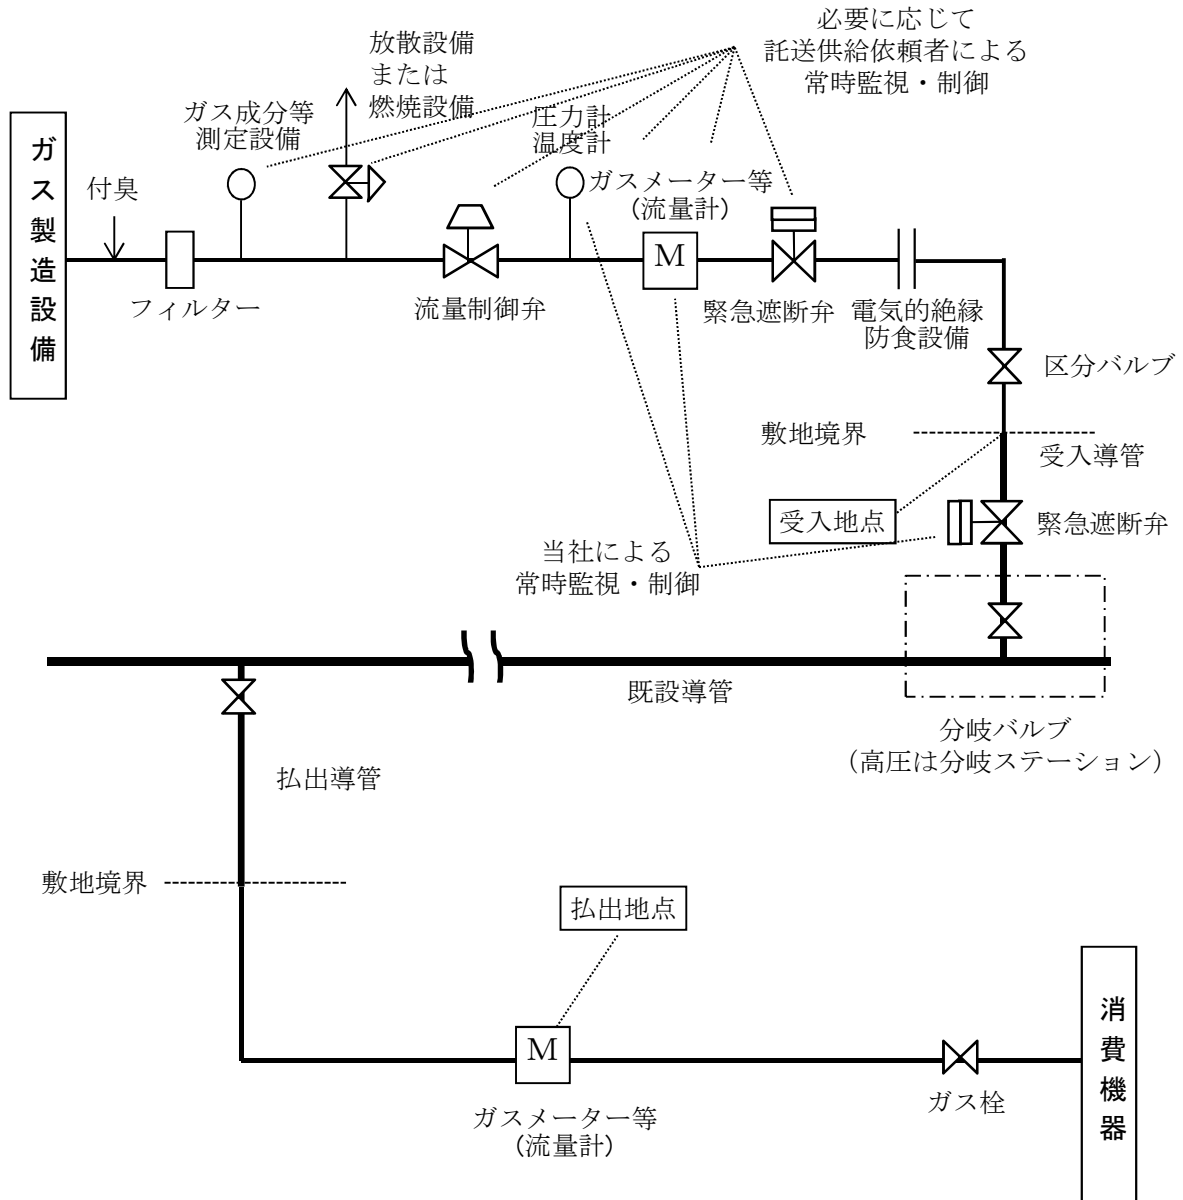 必要に応じて
託送供給依頼者による
常時監視・制御
放散設備
または
燃焼設備
ガス成分等
測定設備
圧力計
温度計
ガスメーター等
(流量計)
ガス製造設備
付臭
M
フィルター
流量制御弁
緊急遮断弁
電気的絶縁
防食設備
区分バルブ
敷地境界
受入導管
受入地点
緊急遮断弁
当社による
常時監視・制御
既設導管
分岐バルブ
（高圧は分岐ステーション）
払出導管
敷地境界
払出地点
M
ガスメーター等
(流量計)
ガス栓
消費機器